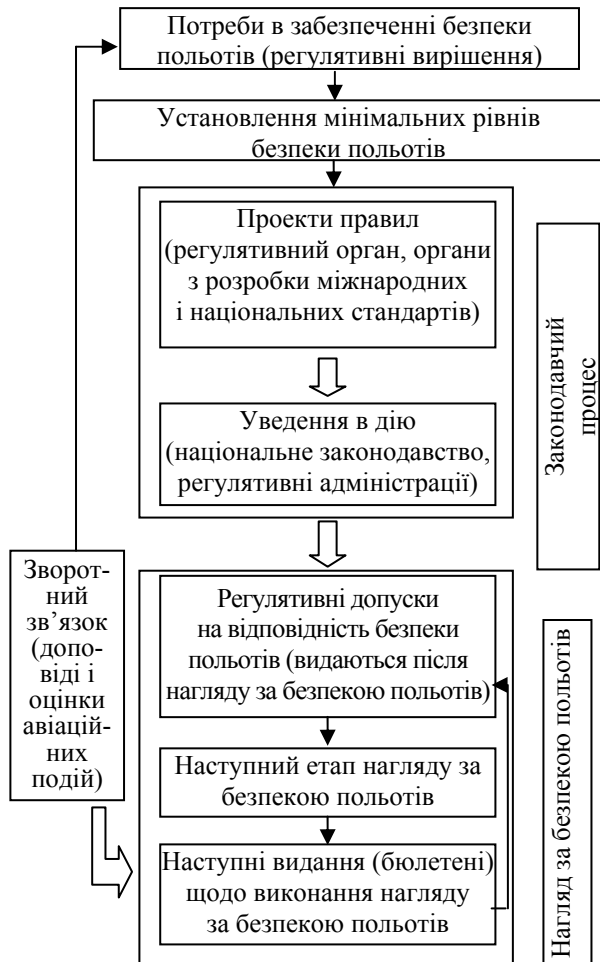 Потреби в забезпеченні безпеки
польотів (регулятивні вирішення)
Установлення мінімальних рівнів
безпеки польотів
Проекти правил
(регулятивний орган, органи
з розробки міжнародних
і національних стандартів)
Уведення в дію
(національне законодавство,
регулятивні адміністрації)
Законодавчий
процес
Зворот-
ний
зв’язок
(допо-
віді і
оцінки
авіацій-
них
подій)
Регулятивні допуски
на відповідність безпеки
польотів (видаються після
нагляду за безпекою польотів)
Наступний етап нагляду за
безпекою польотів
Наступні видання (бюлетені)
щодо виконання нагляду
за безпекою польотів
Нагляд за безпекою польотів